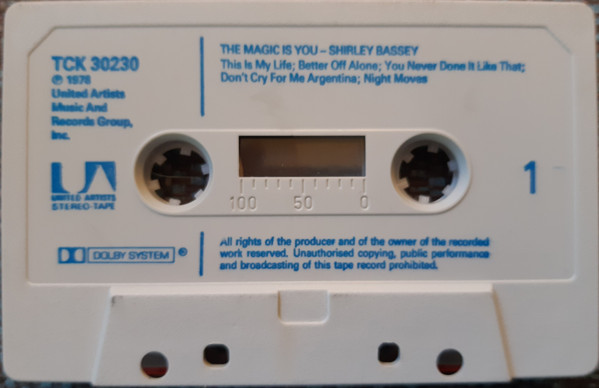 TCK 30230
℗ 1978
United Artists
Music And
Records Group,
Inc.
UA
UNITED ARTISTS
STEREO-TAPE
DOLBY SYSTEM ®
THE MAGIC IS YOU – SHIRLEY BASSEY
This Is My Life; Better Off Alone; You Never Done It Like That;
Don't Cry For Me Argentina; Night Moves
100 50 0
1
All rights of the producer and of the owner of the recorded
work reserved. Unauthorised copying, public performance
and broadcasting of this tape record prohibited.